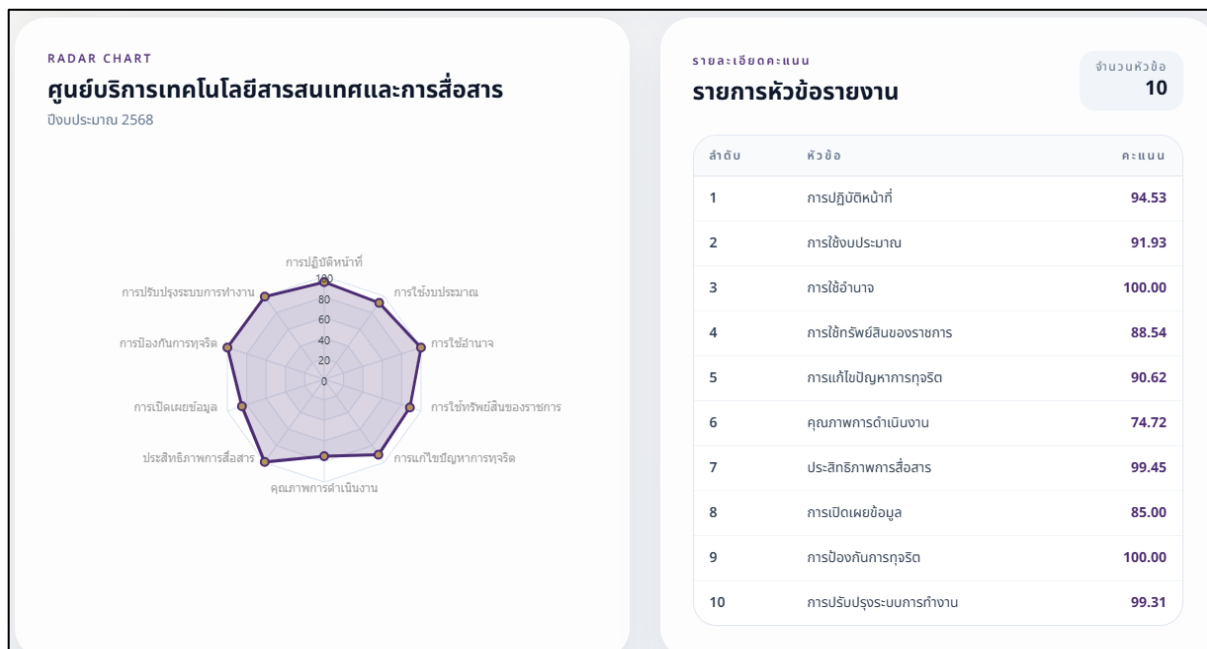 RADAR CHART
ศูนย์บริการเทคโนโลยีสารสนเทศและการสื่อสาร
ปีงบประมาณ 2568
การปฏิบัติหน้าที่
การใช้งบประมาณ
การใช้อำนาจ
การใช้ทรัพย์สินของราชการ
การแก้ไขปัญหาการทุจริต
คุณภาพการดำเนินงาน
ประสิทธิภาพการสื่อสาร
การเปิดเผยข้อมูล
การป้องกันการทุจริต
การปรับปรุงระบบการทำงาน
100
80
60
40
20
0
รายละเอียดคะแนน
รายการหัวข้อรายงาน
จำนวนหัวข้อ
10
ลำดับ หัวข้อ คะแนน
1 การปฏิบัติหน้าที่ 94.53
2 การใช้งบประมาณ 91.93
3 การใช้อำนาจ 100.00
4 การใช้ทรัพย์สินของราชการ 88.54
5 การแก้ไขปัญหาการทุจริต 90.62
6 คุณภาพการดำเนินงาน 74.72
7 ประสิทธิภาพการสื่อสาร 99.45
8 การเปิดเผยข้อมูล 85.00
9 การป้องกันการทุจริต 100.00
10 การปรับปรุงระบบการทำงาน 99.31